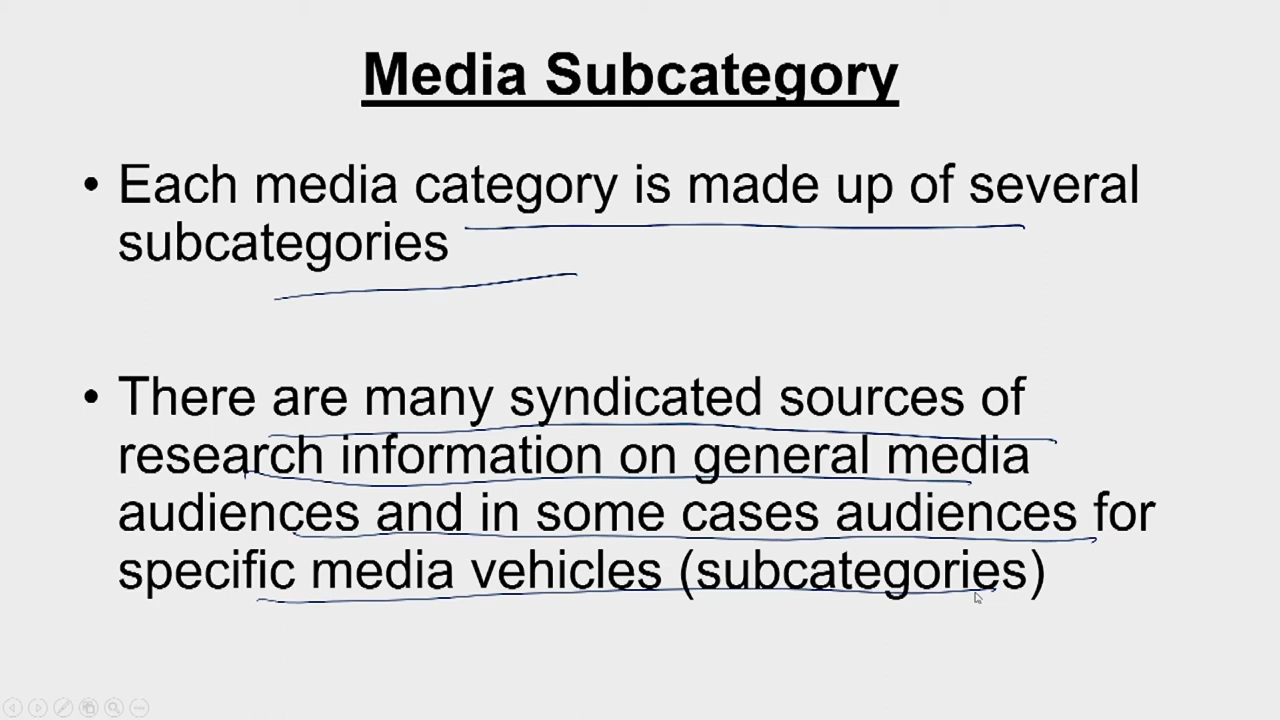 Media Subcategory
• Each media category is made up of several
subcategories
• There are many syndicated sources of
research information on general media
audiences and in some cases audiences for
specific media vehicles (subcategories)